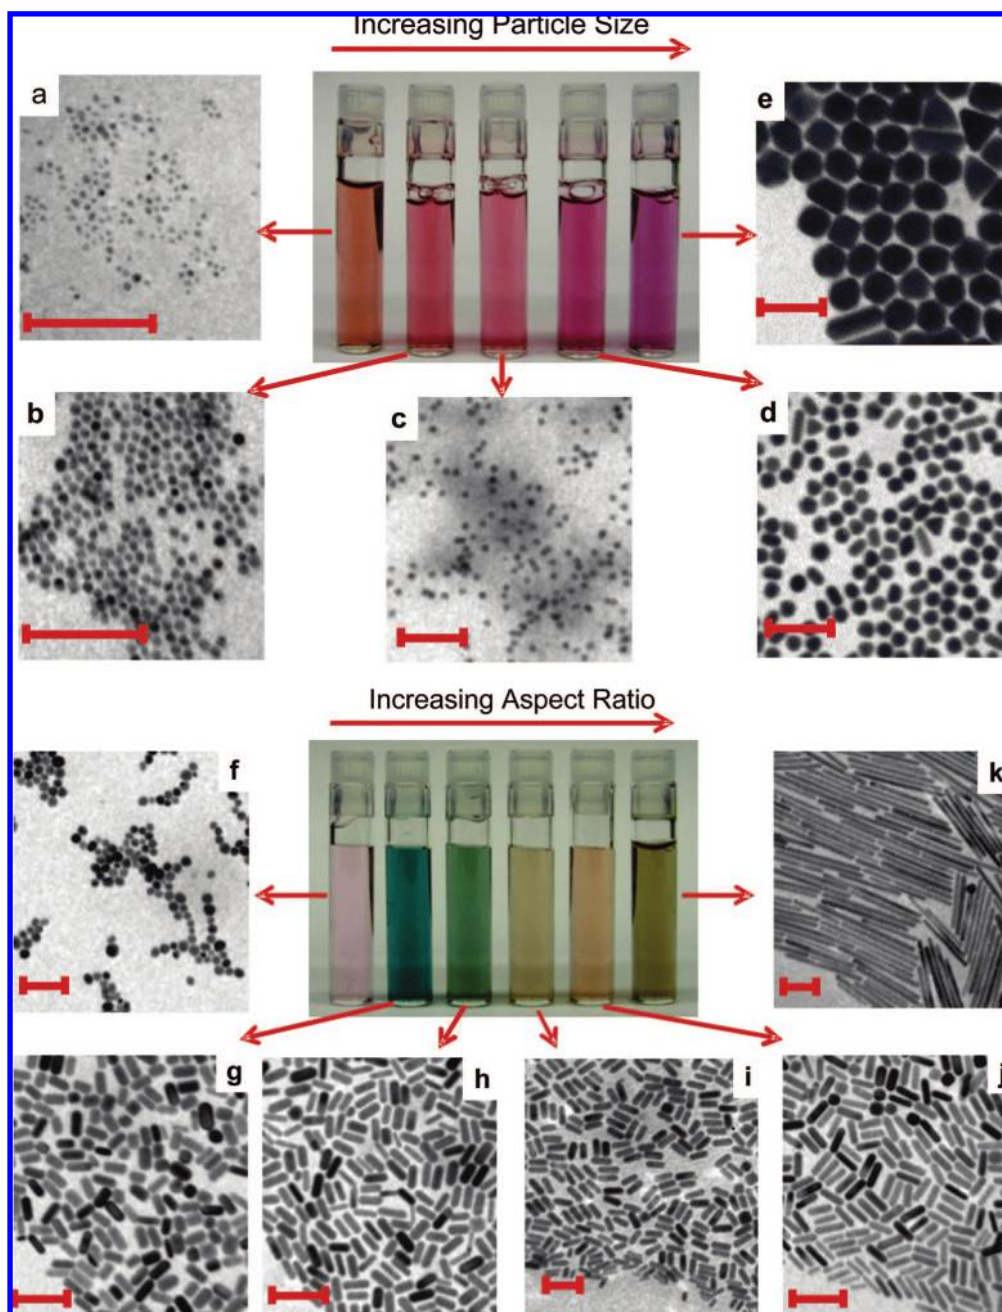 Increasing Particle Size
a
e
b
c
d
Increasing Aspect Ratio
f
k
g
h
i
j